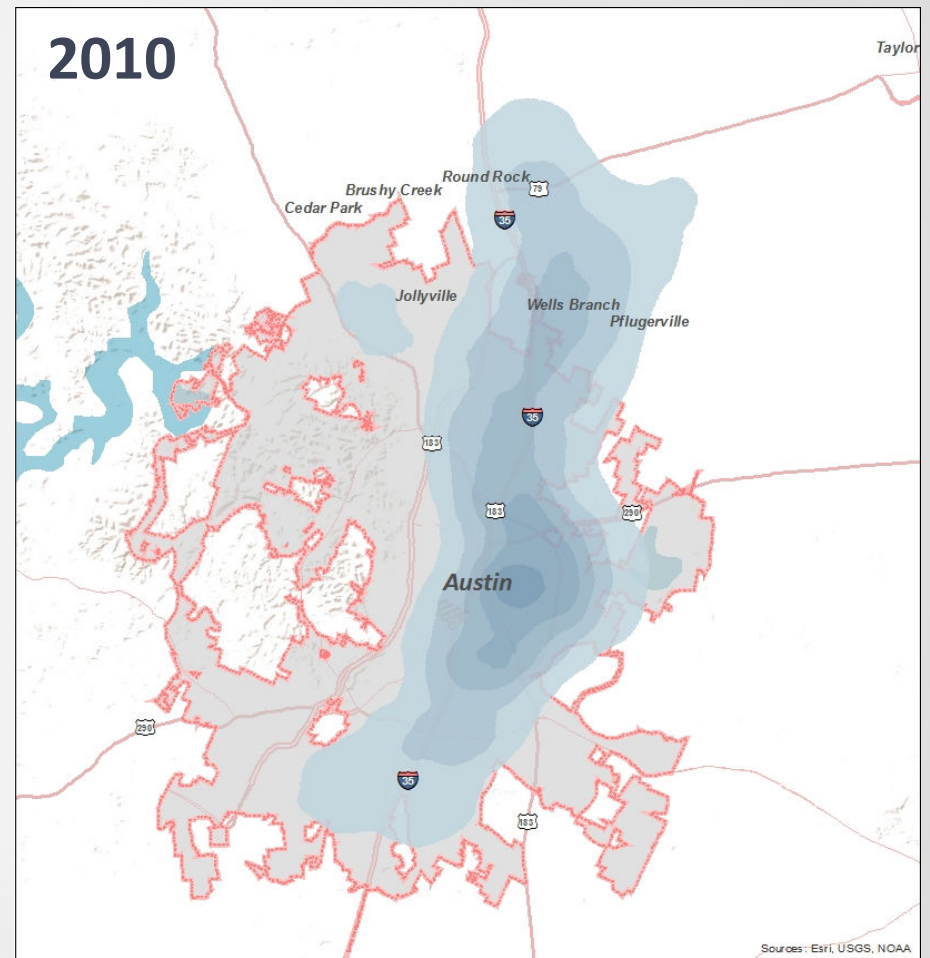 2010
Taylor
Round Rock
79
Brushy Creek
Cedar Park
35
Jollyville
Wells Branch
Pflugerville
35
183
183
290
Austin
290
35
183
Sources: Esri, USGS, NOAA